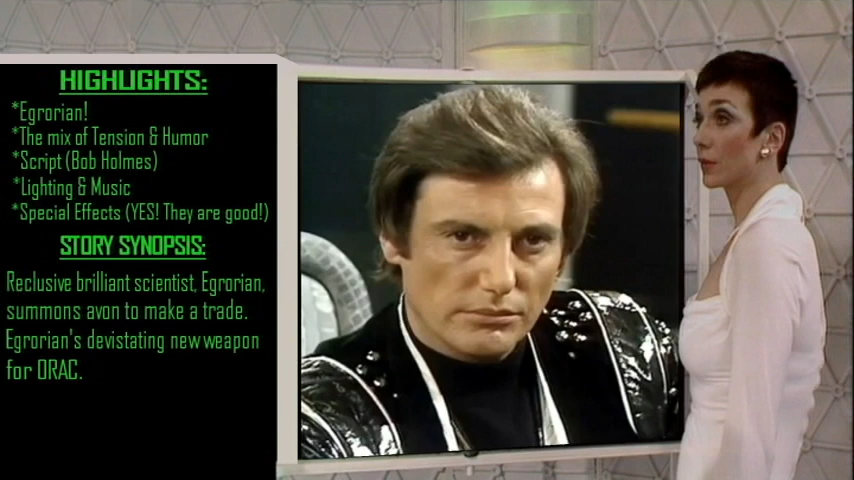 HIGHLIGHTS:
*Egrorian!
*The mix of Tension & Humor
*Script (Bob Holmes)
*Lighting & Music
*Special Effects (YES! They are good!)
STORY SYNOPSIS:
Reclusive brilliant scientist, Egrorian,
summons avon to make a trade.
Egrorian's devistating new weapon
for ORAC.